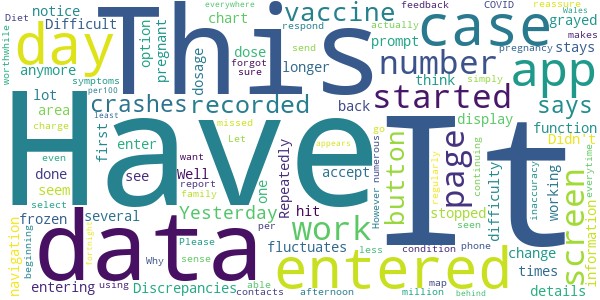 This
Have
It
data
day
case
app
entered
work
number
started
screen
page
button
vaccine
recorded
crashes
says
Yesterday
Discrepancies
fluctuates
Repeatedly
difficulty
information
navigation
Diet
notice
Difficult
anymore
lot
area
charge
done
even
seem
select
frozen
several
entering
using
symptoms
least
first
enter
see
option
pregnant
dosage
per100
chart
dose
forgot
sure
longer
prompt
respond
send
everywhere
feedback
actually
think
back
COVID
pregnancy
simply
makes
stays
display
function
reassure
Wales
grayed
worthwhile
missed
Let
want
report
family
Well
one
hit
Please
sense
Why
able
contacts
per
afternoon
appears
accept
However
numerous
go
regularly
continuing
stopped
seen
condition
phone
less
map
million
behind
change
times
working
inaccuracy
everytime
Didn't
details
beginning
fortnight